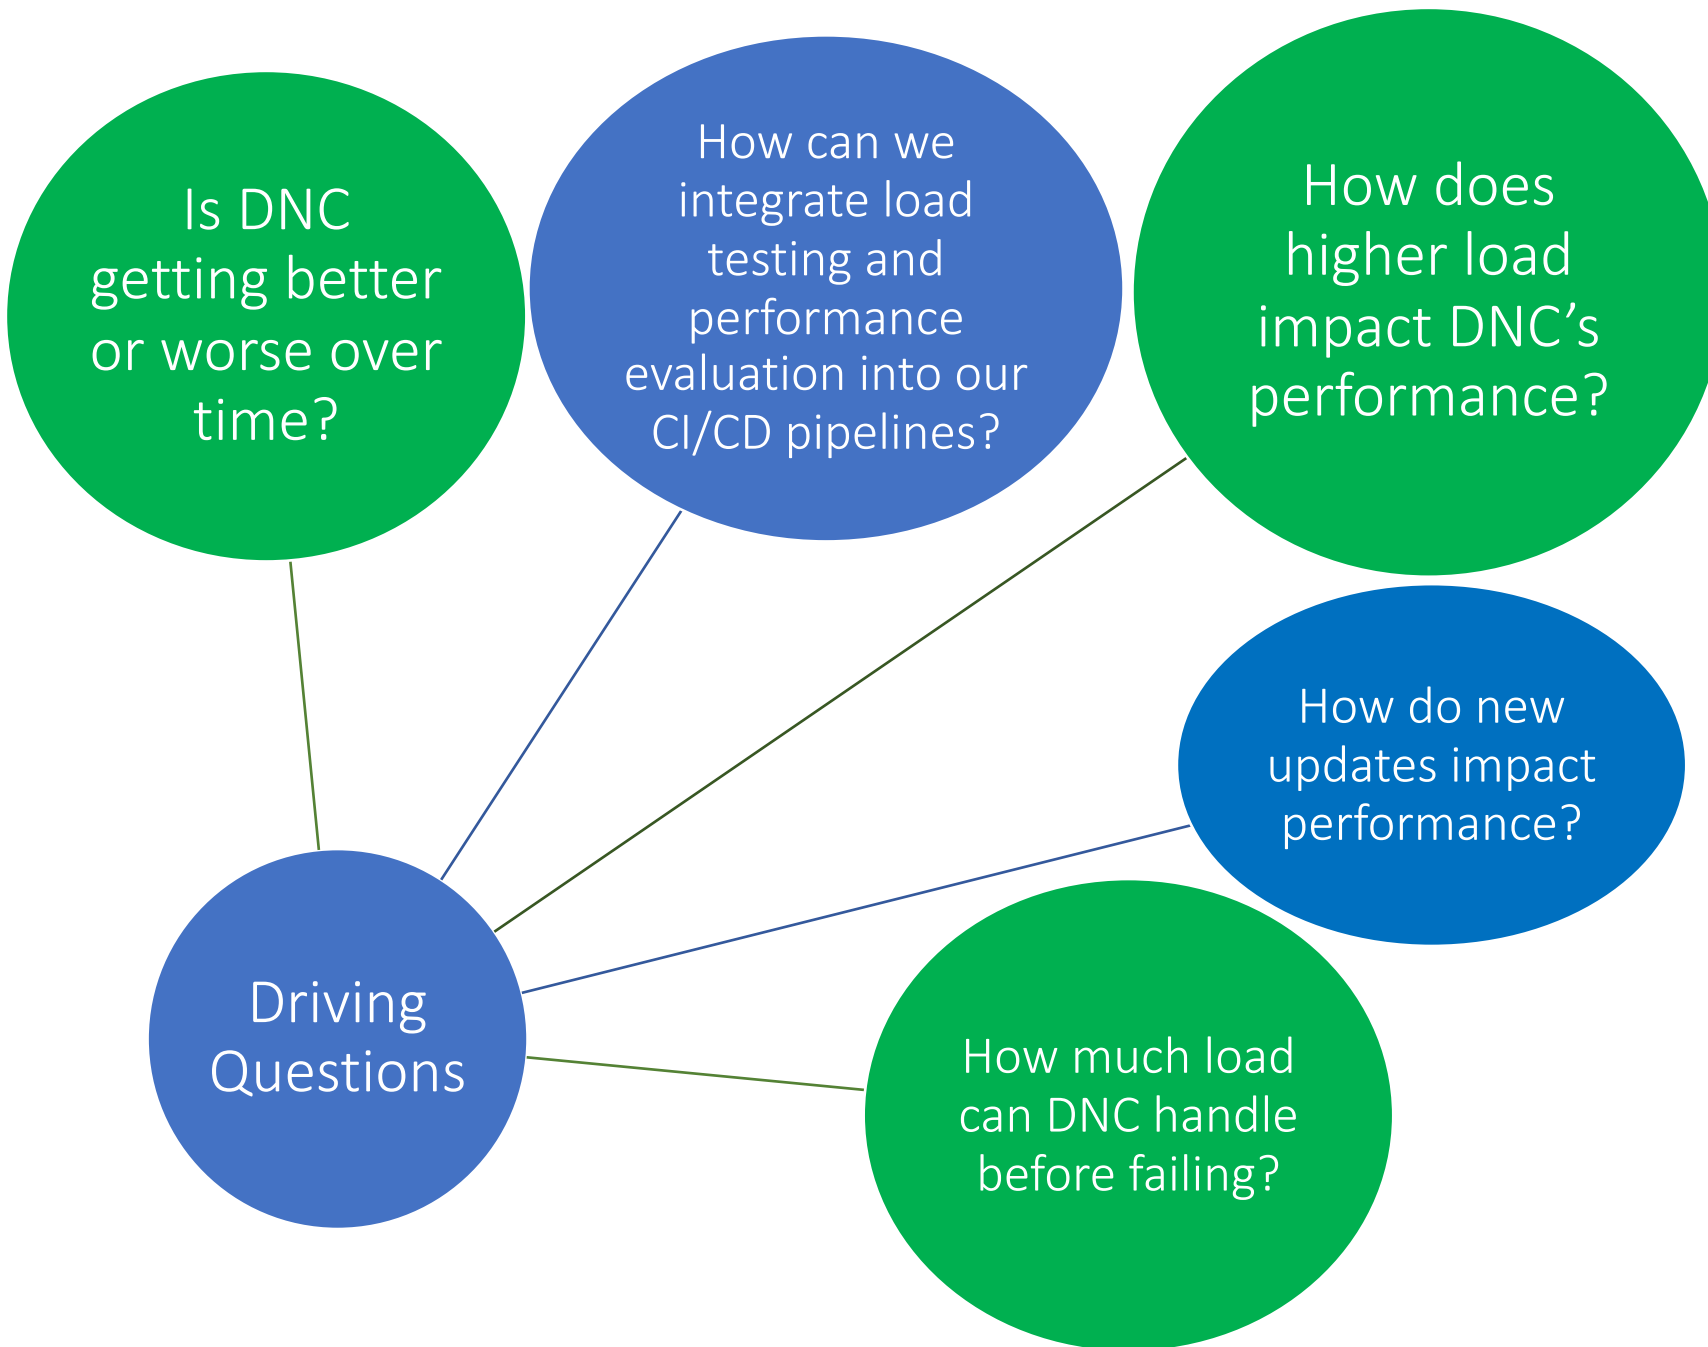 Is DNC
getting better
or worse over
time?
How can we
integrate load
testing and
performance
evaluation into our
CI/CD pipelines?
How does
higher load
impact DNC’s
performance?
How do new
updates impact
performance?
Driving
Questions
How much load
can DNC handle
before failing?